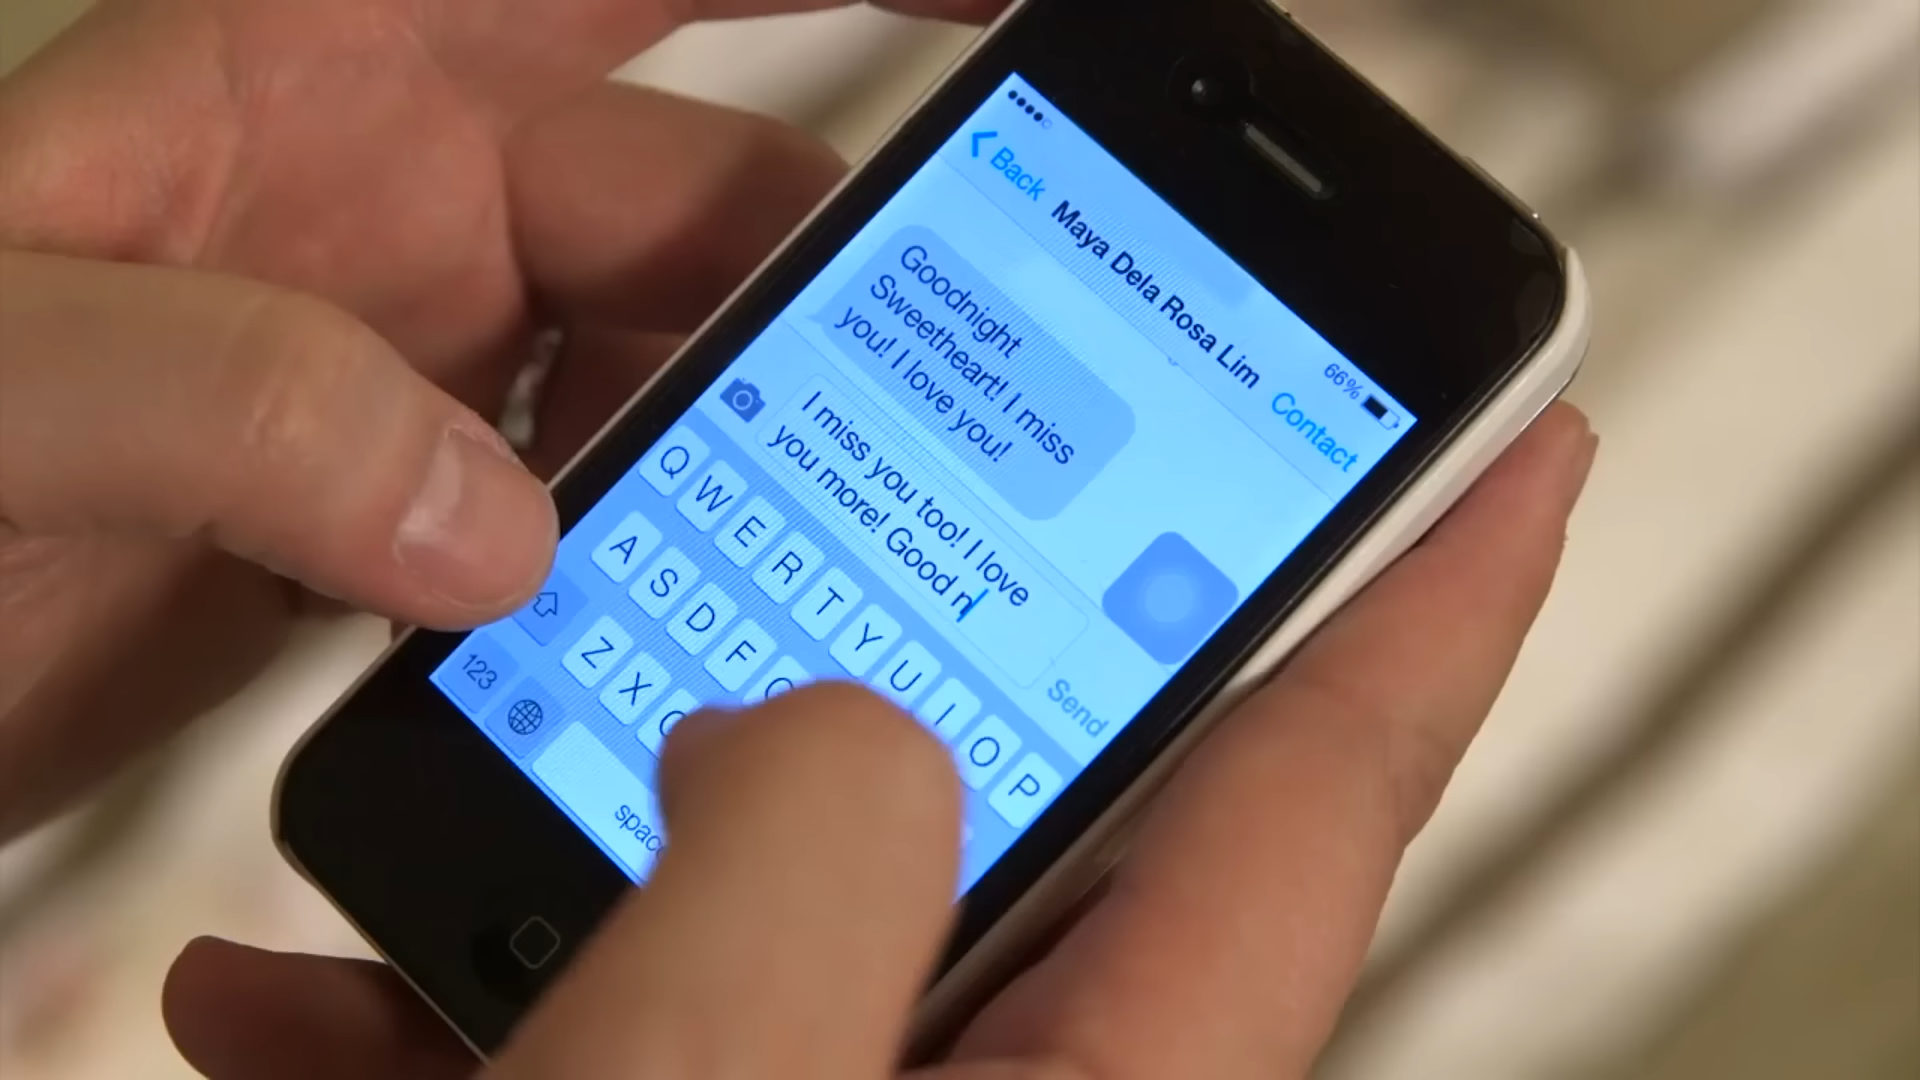 66%
Back
Maya Dela Rosa Lim
Contact
Goodnight
Sweetheart! I miss
you! I love you!
I miss you too! I love
you more! Good n
Send
Q W E R T Y U I O P
A S D F
Z X
123
space